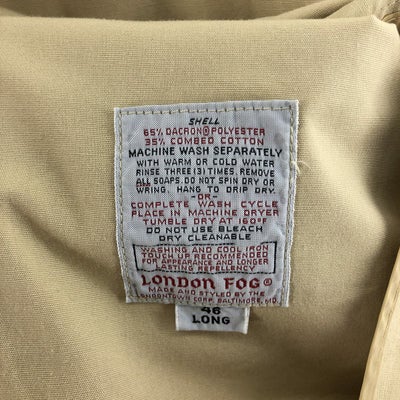 SHELL
65% DACRON® POLYESTER
35% COMBED COTTON
MACHINE WASH SEPARATELY
WITH WARM OR COLD WATER
RINSE THREE (3) TIMES. REMOVE
ALL SOAPS. DO NOT SPIN DRY OR
WRING. HANG TO DRIP DRY.
-OR-
COMPLETE WASH CYCLE
PLACE IN MACHINE DRYER
TUMBLE DRY AT 160°F
DO NOT USE BLEACH
DRY CLEANABLE
WASHING AND COOL IRON
TOUCH UP RECOMMENDED
FOR APPEARANCE AND LONGER
LASTING REPELLENCY
LONDON FOG®
MADE AND STYLED BY THE
LONDONTOWN CORP. BALTIMORE, MD.
46
LONG